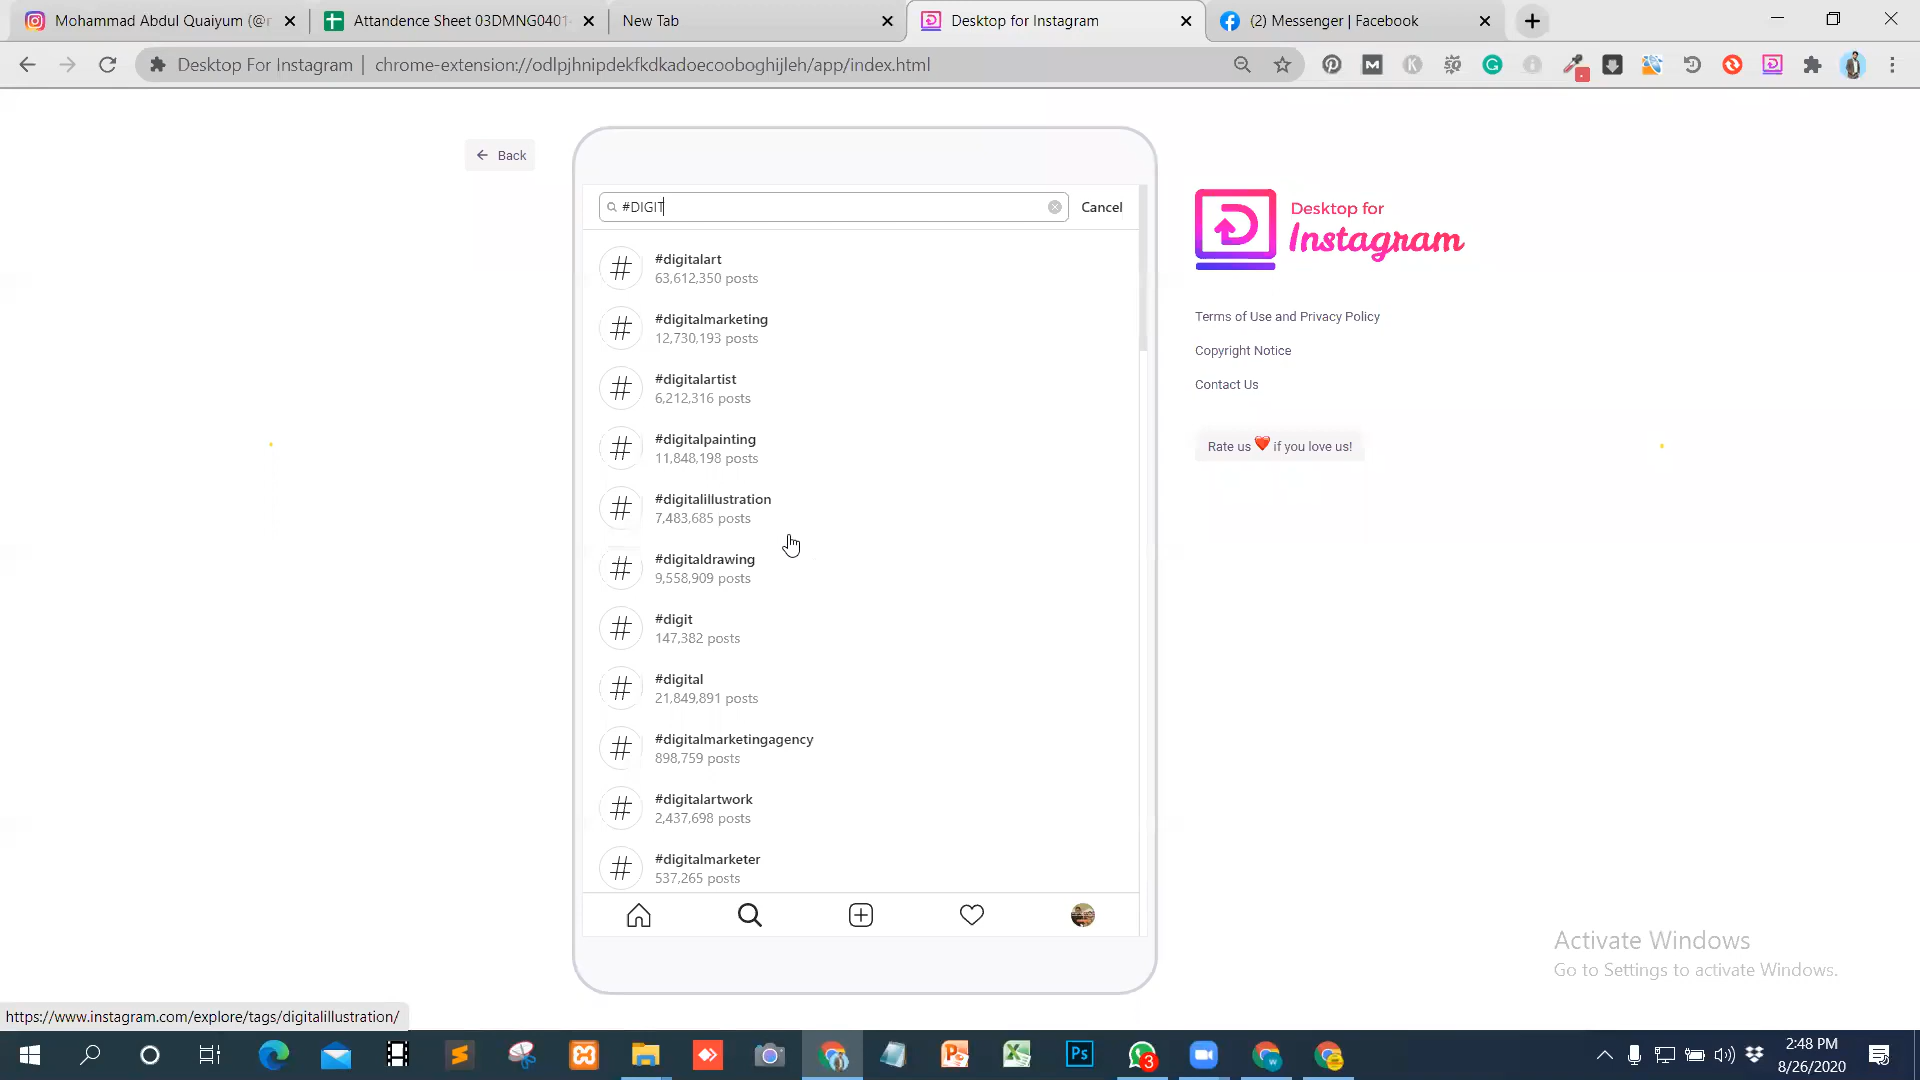 Mohammad Abdul Quaiyum (@r
Attandence Sheet 03DMNG0401-
New Tab
Desktop for Instagram
(2) Messenger | Facebook
Desktop For Instagram | chrome-extension://odlpjhnipdekfkdkadoecooboghijleh/app/index.html
Back
#DIGIT
Cancel
#digitalart
63,612,350 posts
#digitalmarketing
12,730,193 posts
#digitalartist
6,212,316 posts
#digitalpainting
11,848,198 posts
#digitalillustration
7,483,685 posts
#digitaldrawing
9,558,909 posts
#digit
147,382 posts
#digital
21,849,891 posts
#digitalmarketingagency
898,759 posts
#digitalartwork
2,437,698 posts
#digitalmarketer
537,265 posts
Desktop for
Instagram
Terms of Use and Privacy Policy
Copyright Notice
Contact Us
Rate us ❤️ if you love us!
Activate Windows
Go to Settings to activate Windows.
https://www.instagram.com/explore/tags/digitalillustration/
3
2:48 PM
8/26/2020